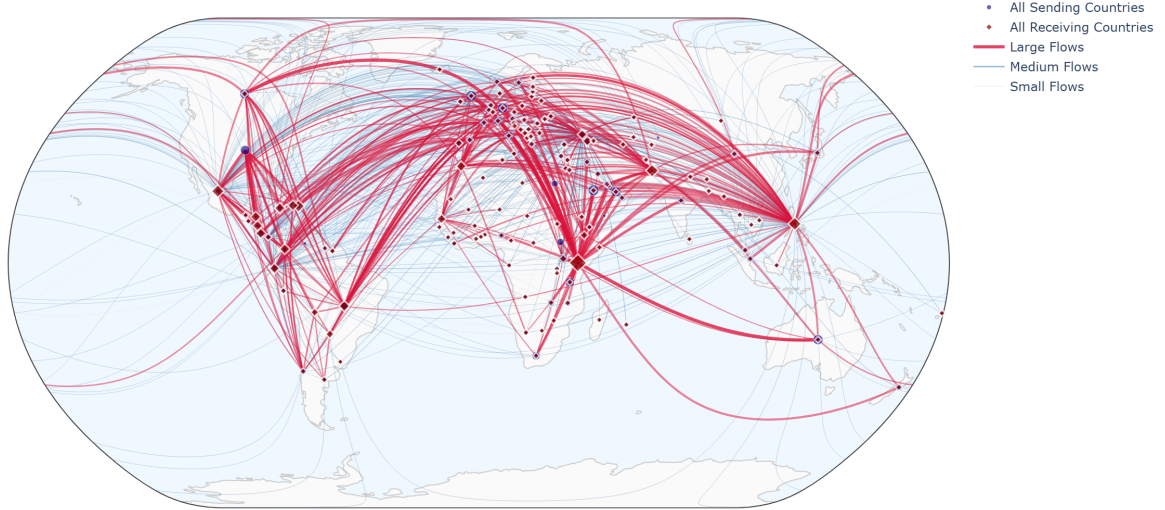 All Sending Countries
All Receiving Countries
Large Flows
Medium Flows
Small Flows